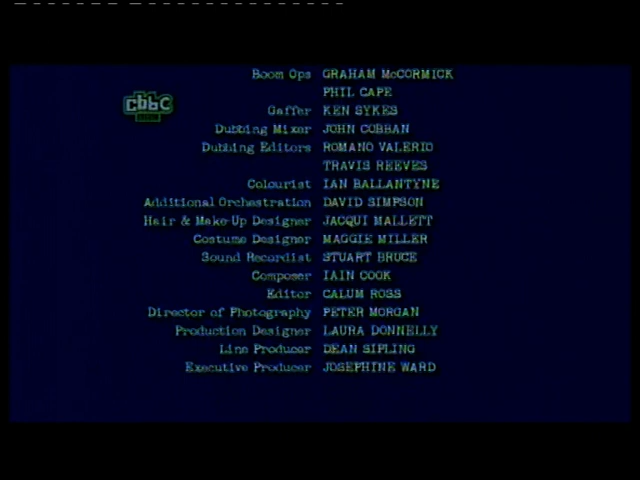 Boom Ops GRAHAM McCORMICK
PHIL CAPE
cbbc
Gaffer KEN SYKES
Dubbing Mixer JOHN COBBAN
Dubbing Editors ROMANO VALERIO
TRAVIS REEVES
Colourist IAN BALLANTYNE
Additional Orchestration DAVID SIMPSON
Hair & Make-Up Designer JACQUI MALLETT
Costume Designer MAGGIE MILLER
Sound Recordist STUART BRUCE
Composer IAIN COOK
Editor CALUM ROSS
Director of Photography PETER MORGAN
Production Designer LAURA DONNELLY
Line Producer DEAN SIPLING
Executive Producer JOSEPHINE WARD